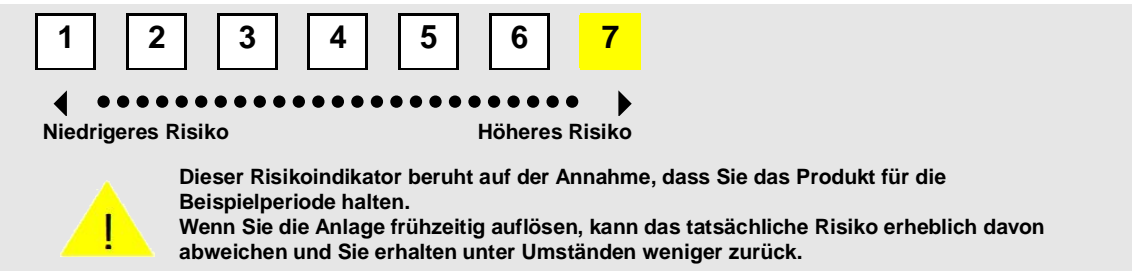 1 2 3 4 5 6 7
Niedrigeres Risiko Höheres Risiko
Dieser Risikoindikator beruht auf der Annahme, dass Sie das Produkt für die
Beispielperiode halten.
Wenn Sie die Anlage frühzeitig auflösen, kann das tatsächliche Risiko erheblich davon
abweichen und Sie erhalten unter Umständen weniger zurück.
!